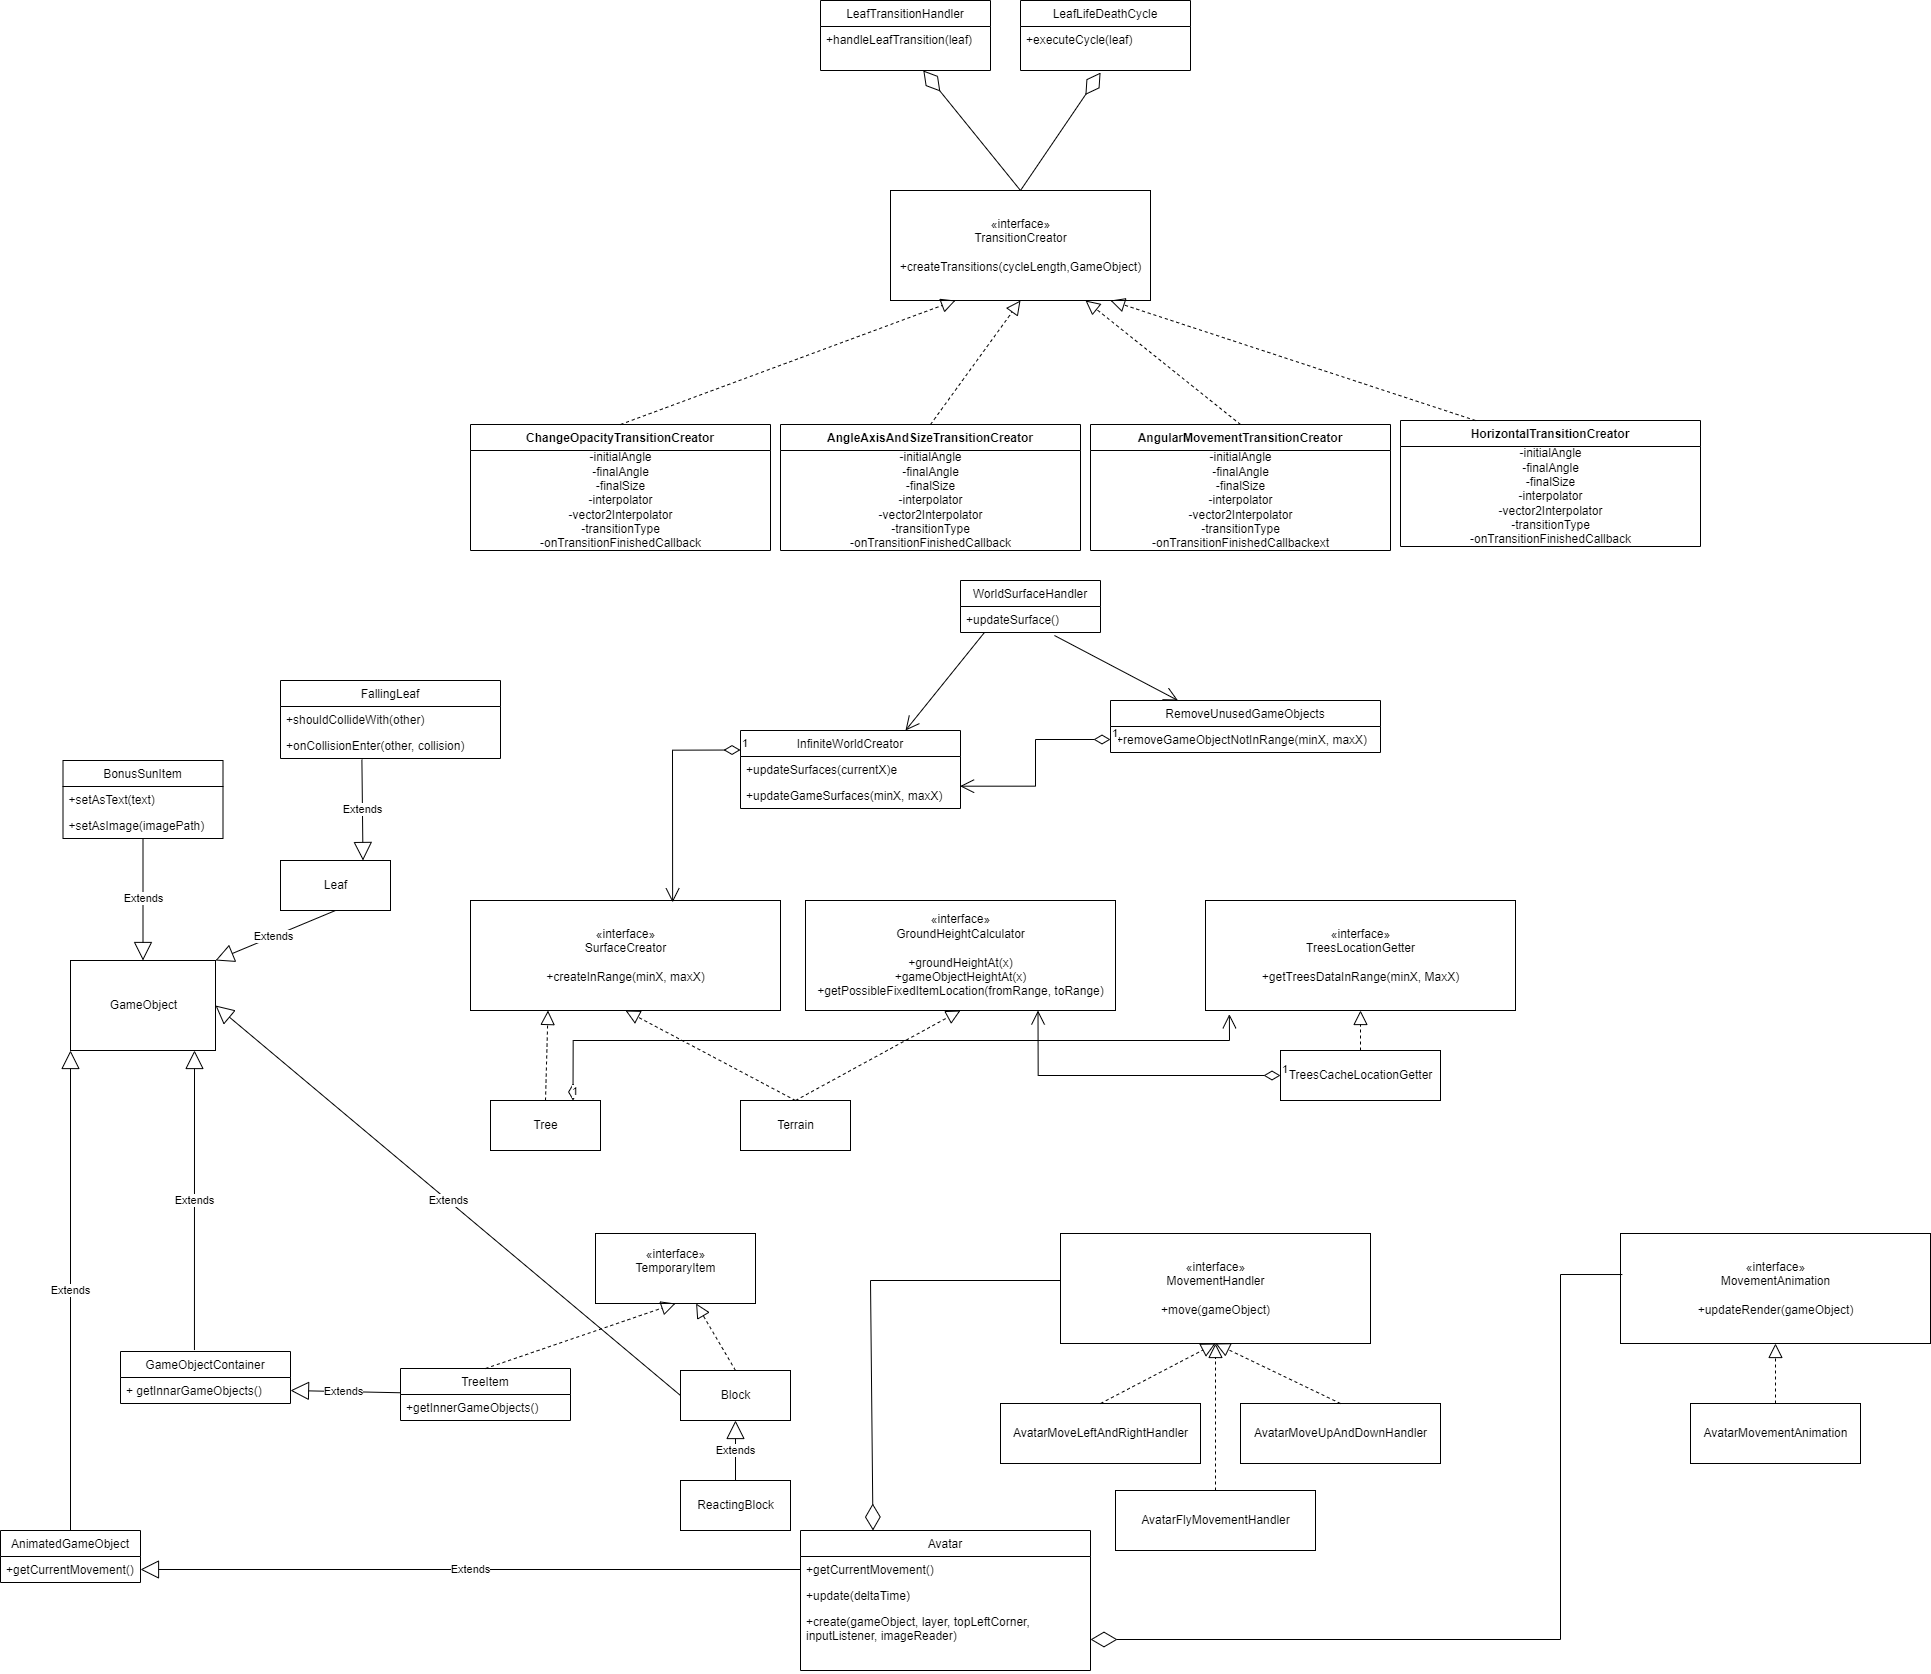 LeafTransitionHandler
+handleLeafTransition(leaf)
LeafLifeDeathCycle
+executeCycle(leaf)
«interface»
TransitionCreator
+createTransitions(cycleLength,GameObject)
ChangeOpacityTransitionCreator
-initialAngle
-finalAngle
-finalSize
-interpolator
-vector2Interpolator
-transitionType
-onTransitionFinishedCallback
AngleAxisAndSizeTransitionCreator
-initialAngle
-finalAngle
-finalSize
-interpolator
-vector2Interpolator
-transitionType
-onTransitionFinishedCallback
AngularMovementTransitionCreator
-initialAngle
-finalAngle
-finalSize
-interpolator
-vector2Interpolator
-transitionType
-onTransitionFinishedCallbackext
HorizontalTransitionCreator
-initialAngle
-finalAngle
-finalSize
-interpolator
-vector2Interpolator
-transitionType
-onTransitionFinishedCallback
WorldSurfaceHandler
+updateSurface()
FallingLeaf
+shouldCollideWith(other)
+onCollisionEnter(other, collision)
RemoveUnusedGameObjects
1
+removeGameObjectNotInRange(minX, maxX)
1
InfiniteWorldCreator
+updateSurfaces(currentX)e
+updateGameSurfaces(minX, maxX)
BonusSunItem
+setAsText(text)
+setAsImage(imagePath)
Extends
Leaf
Extends
Extends
GameObject
«interface»
SurfaceCreator
+createInRange(minX, maxX)
«interface»
GroundHeightCalculator
+groundHeightAt(x)
+gameObjectHeightAt(x)
+getPossibleFixedItemLocation(fromRange, toRange)
«interface»
TreesLocationGetter
+getTreesDataInRange(minX, MaxX)
1
TreesCacheLocationGetter
1
Tree
Terrain
Extends
Extends
Extends
«interface»
TemporaryItem
«interface»
MovementHandler
+move(gameObject)
«interface»
MovementAnimation
+updateRender(gameObject)
GameObjectContainer
+ getInnarGameObjects()
Extends
TreeItem
+getInnerGameObjects()
Block
Extends
ReactingBlock
AvatarMoveLeftAndRightHandler
AvatarMoveUpAndDownHandler
AvatarMovementAnimation
AvatarFlyMovementHandler
AnimatedGameObject
+getCurrentMovement()
Extends
Avatar
+getCurrentMovement()
+update(deltaTime)
+create(gameObject, layer, topLeftCorner,
inputListener, imageReader)